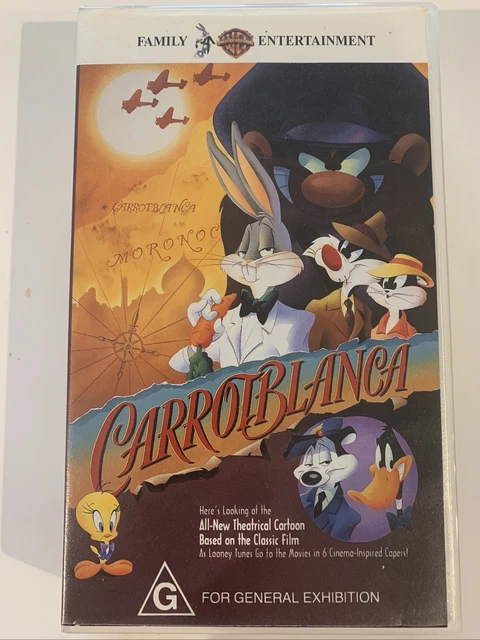 FAMILY ENTERTAINMENT
CARROTBLANCA
MORONOC
CARROTBLANCA
Here's Looking at the
All-New Theatrical Cartoon
Based on the Classic Film
As Looney Tunes Go to the Movies in 6 Cinema-Inspired Capers!
G FOR GENERAL EXHIBITION